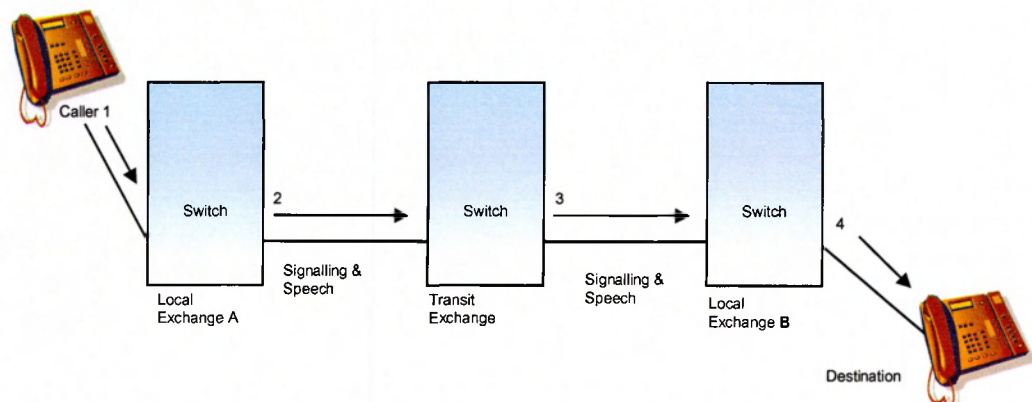 Caller 1
Switch
2
Switch
3
Switch
4
Signalling &
Speech
Signalling &
Speech
Local
Exchange A
Transit
Exchange
Local
Exchange B
Destination